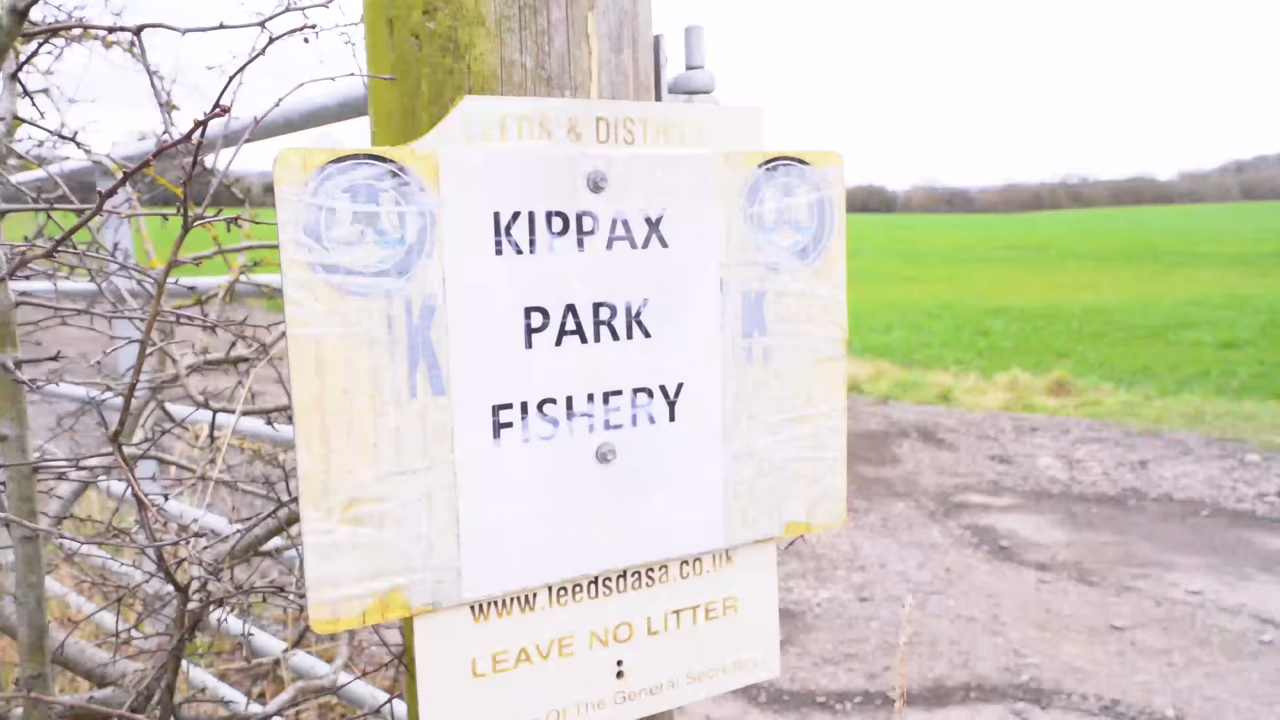 LEEDS & DISTRICT
KIPPAX
K
K
PARK
FISHERY
www.leedsdasa.co.uk
LEAVE NO LITTER
Of The General Secretary